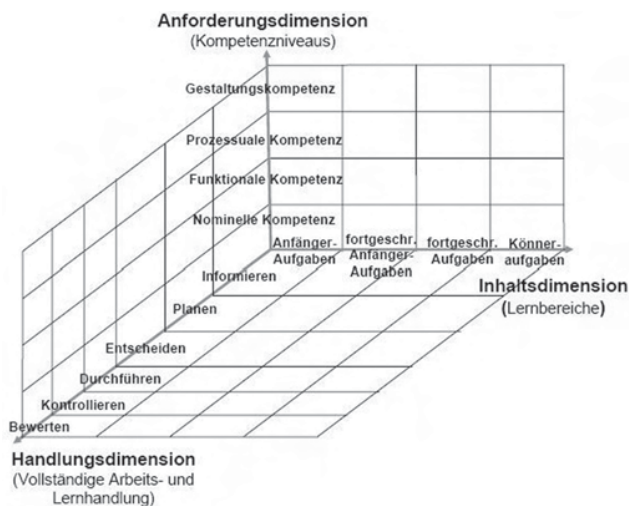 Anforderungsdimension
(Kompetenzniveaus)
Gestaltungskompetenz
Prozessuale Kompetenz
Funktionale Kompetenz
Nominelle Kompetenz
Anfänger-
Aufgaben
fortgeschr.
Anfänger-
Aufgaben
fortgeschr.
Aufgaben
Könner-
aufgaben
Inhaltsdimension
(Lernbereiche)
Informieren
Planen
Entscheiden
Durchführen
Kontrollieren
Bewerten
Handlungsdimension
(Vollständige Arbeits- und
Lernhandlung)